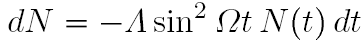 dN = −Λ sin² Ωt N(t) dt